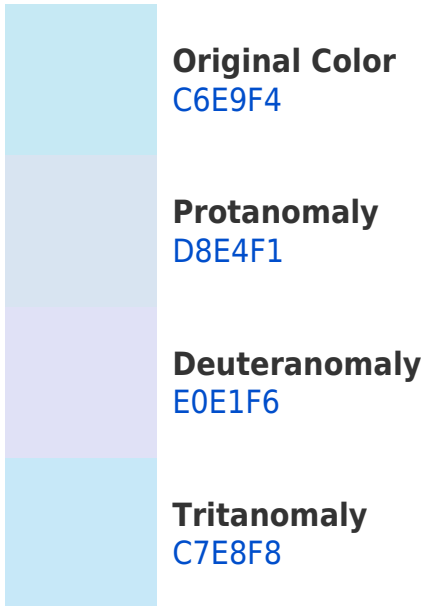 Original Color
C6E9F4
Protanomaly
D8E4F1
Deuteranomaly
E0E1F6
Tritanomaly
C7E8F8